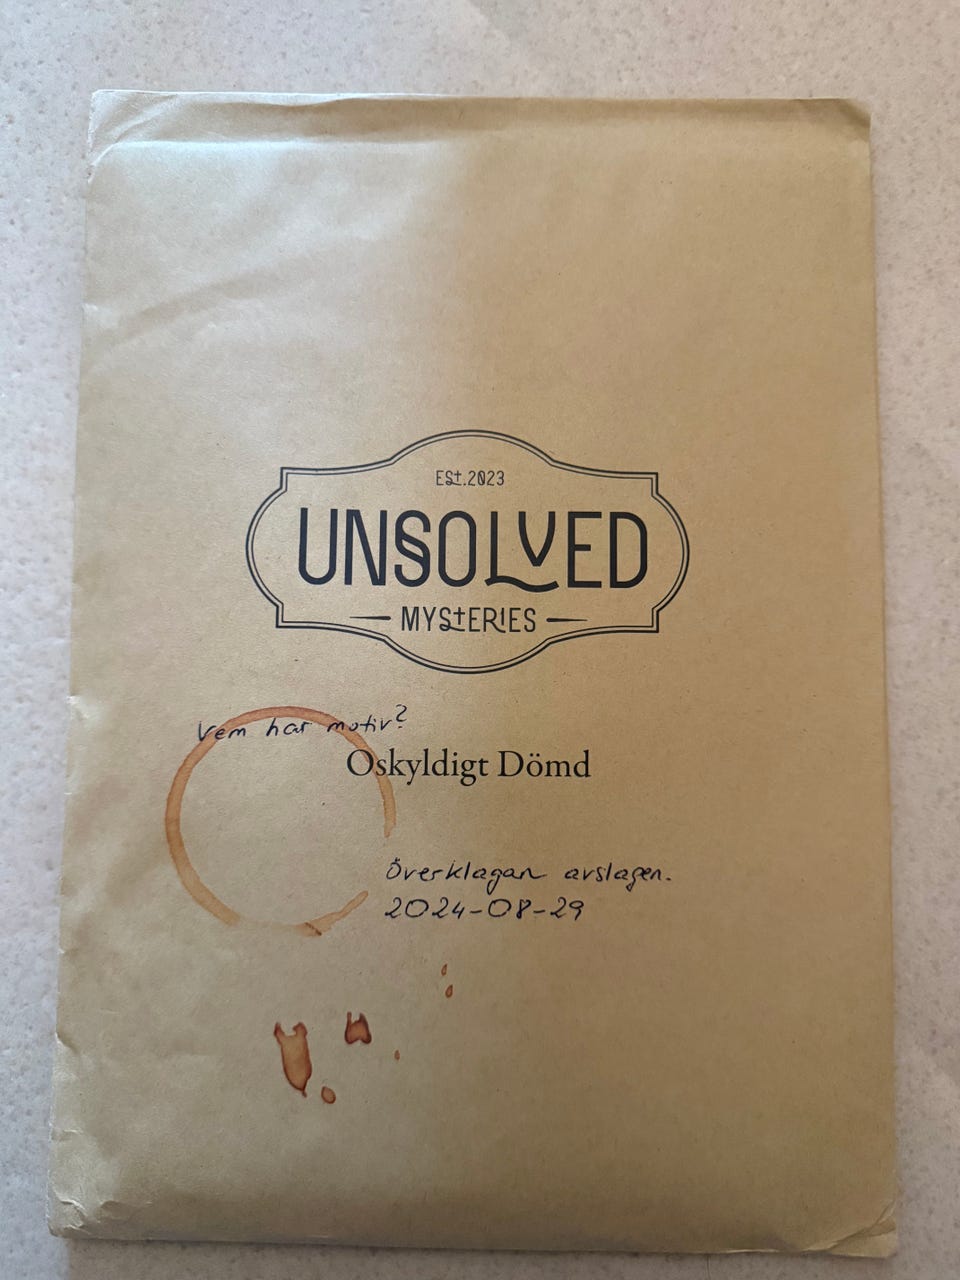 Est.2023
UNSOLVED
MYSTERIES
Vem har motiv?
Oskyldigt Dömd
Överklagan avslagen.
2024-08-29